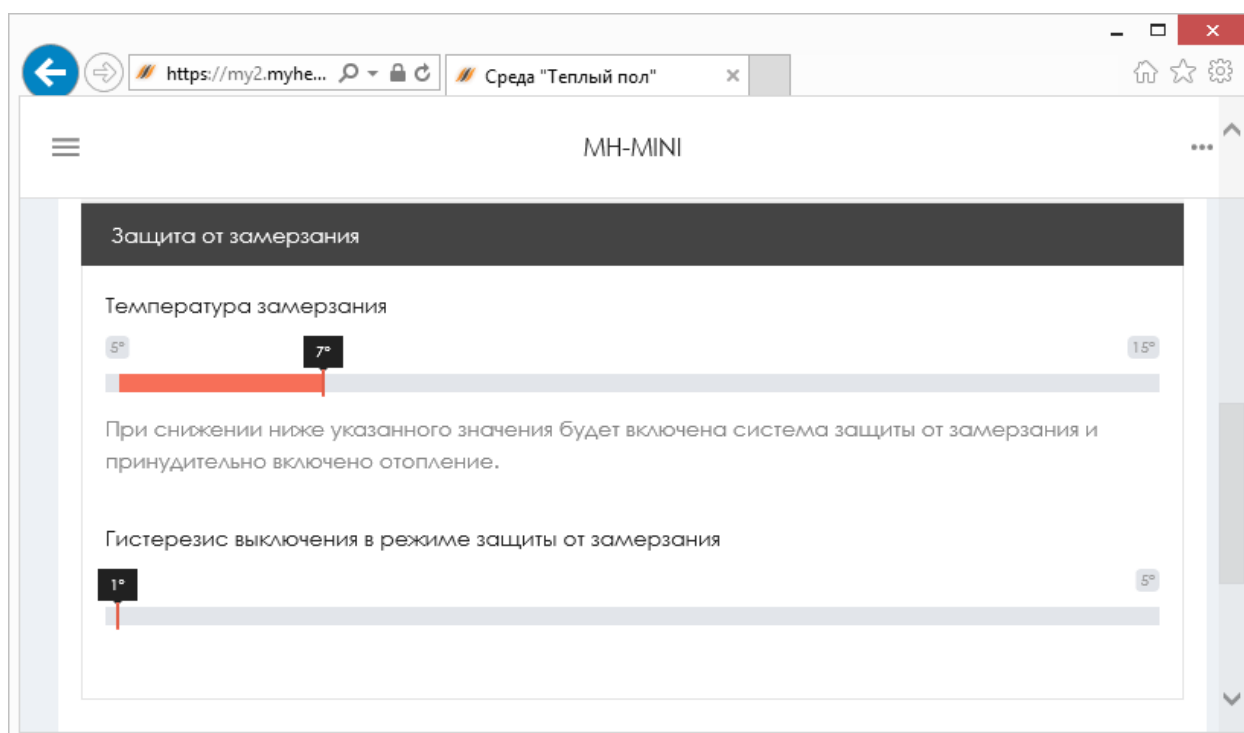 https://my2.myhe...
Среда "Теплый пол"
MH-MINI
Защита от замерзания
Температура замерзания
5°
7°
15°
При снижении ниже указанного значения будет включена система защиты от замерзания и
принудительно включено отопление.
Гистерезис выключения в режиме защиты от замерзания
1°
5°